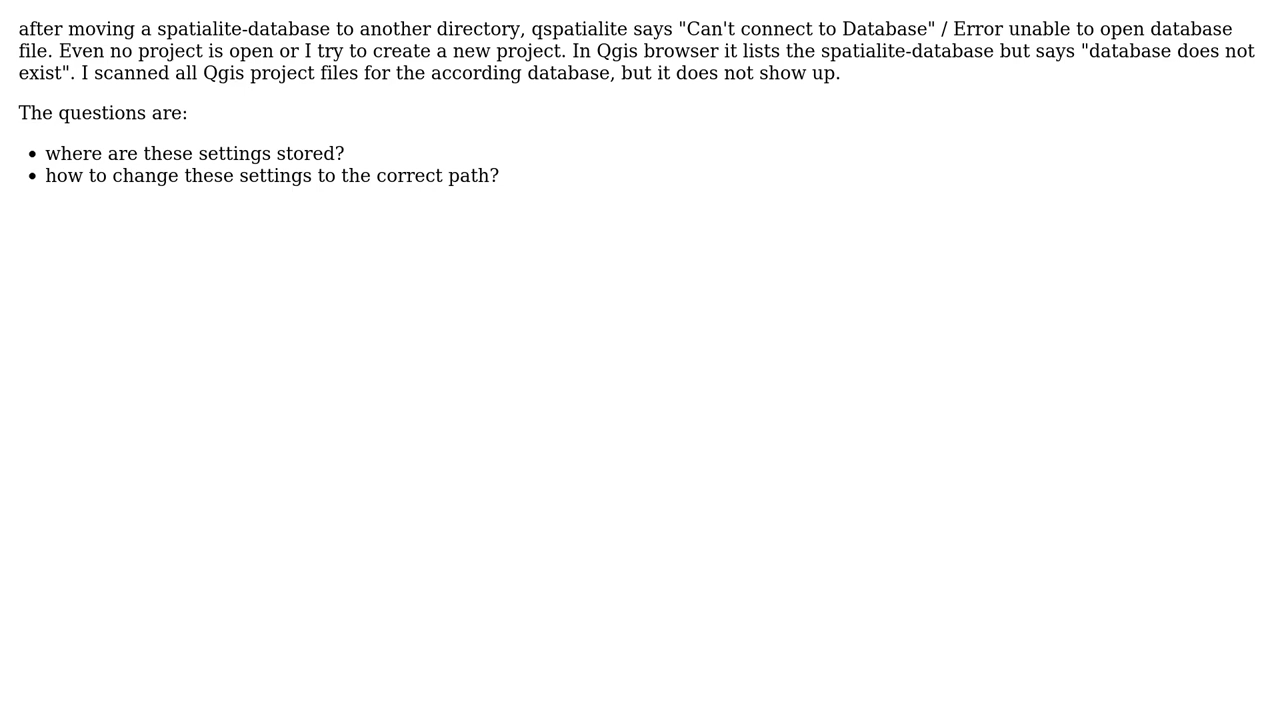 after moving a spatialite-database to another directory, qspatialite says "Can't connect to Database" / Error unable to open database
file. Even no project is open or I try to create a new project. In Qgis browser it lists the spatialite-database but says "database does not
exist". I scanned all Qgis project files for the according database, but it does not show up.
The questions are:
• where are these settings stored?
• how to change these settings to the correct path?